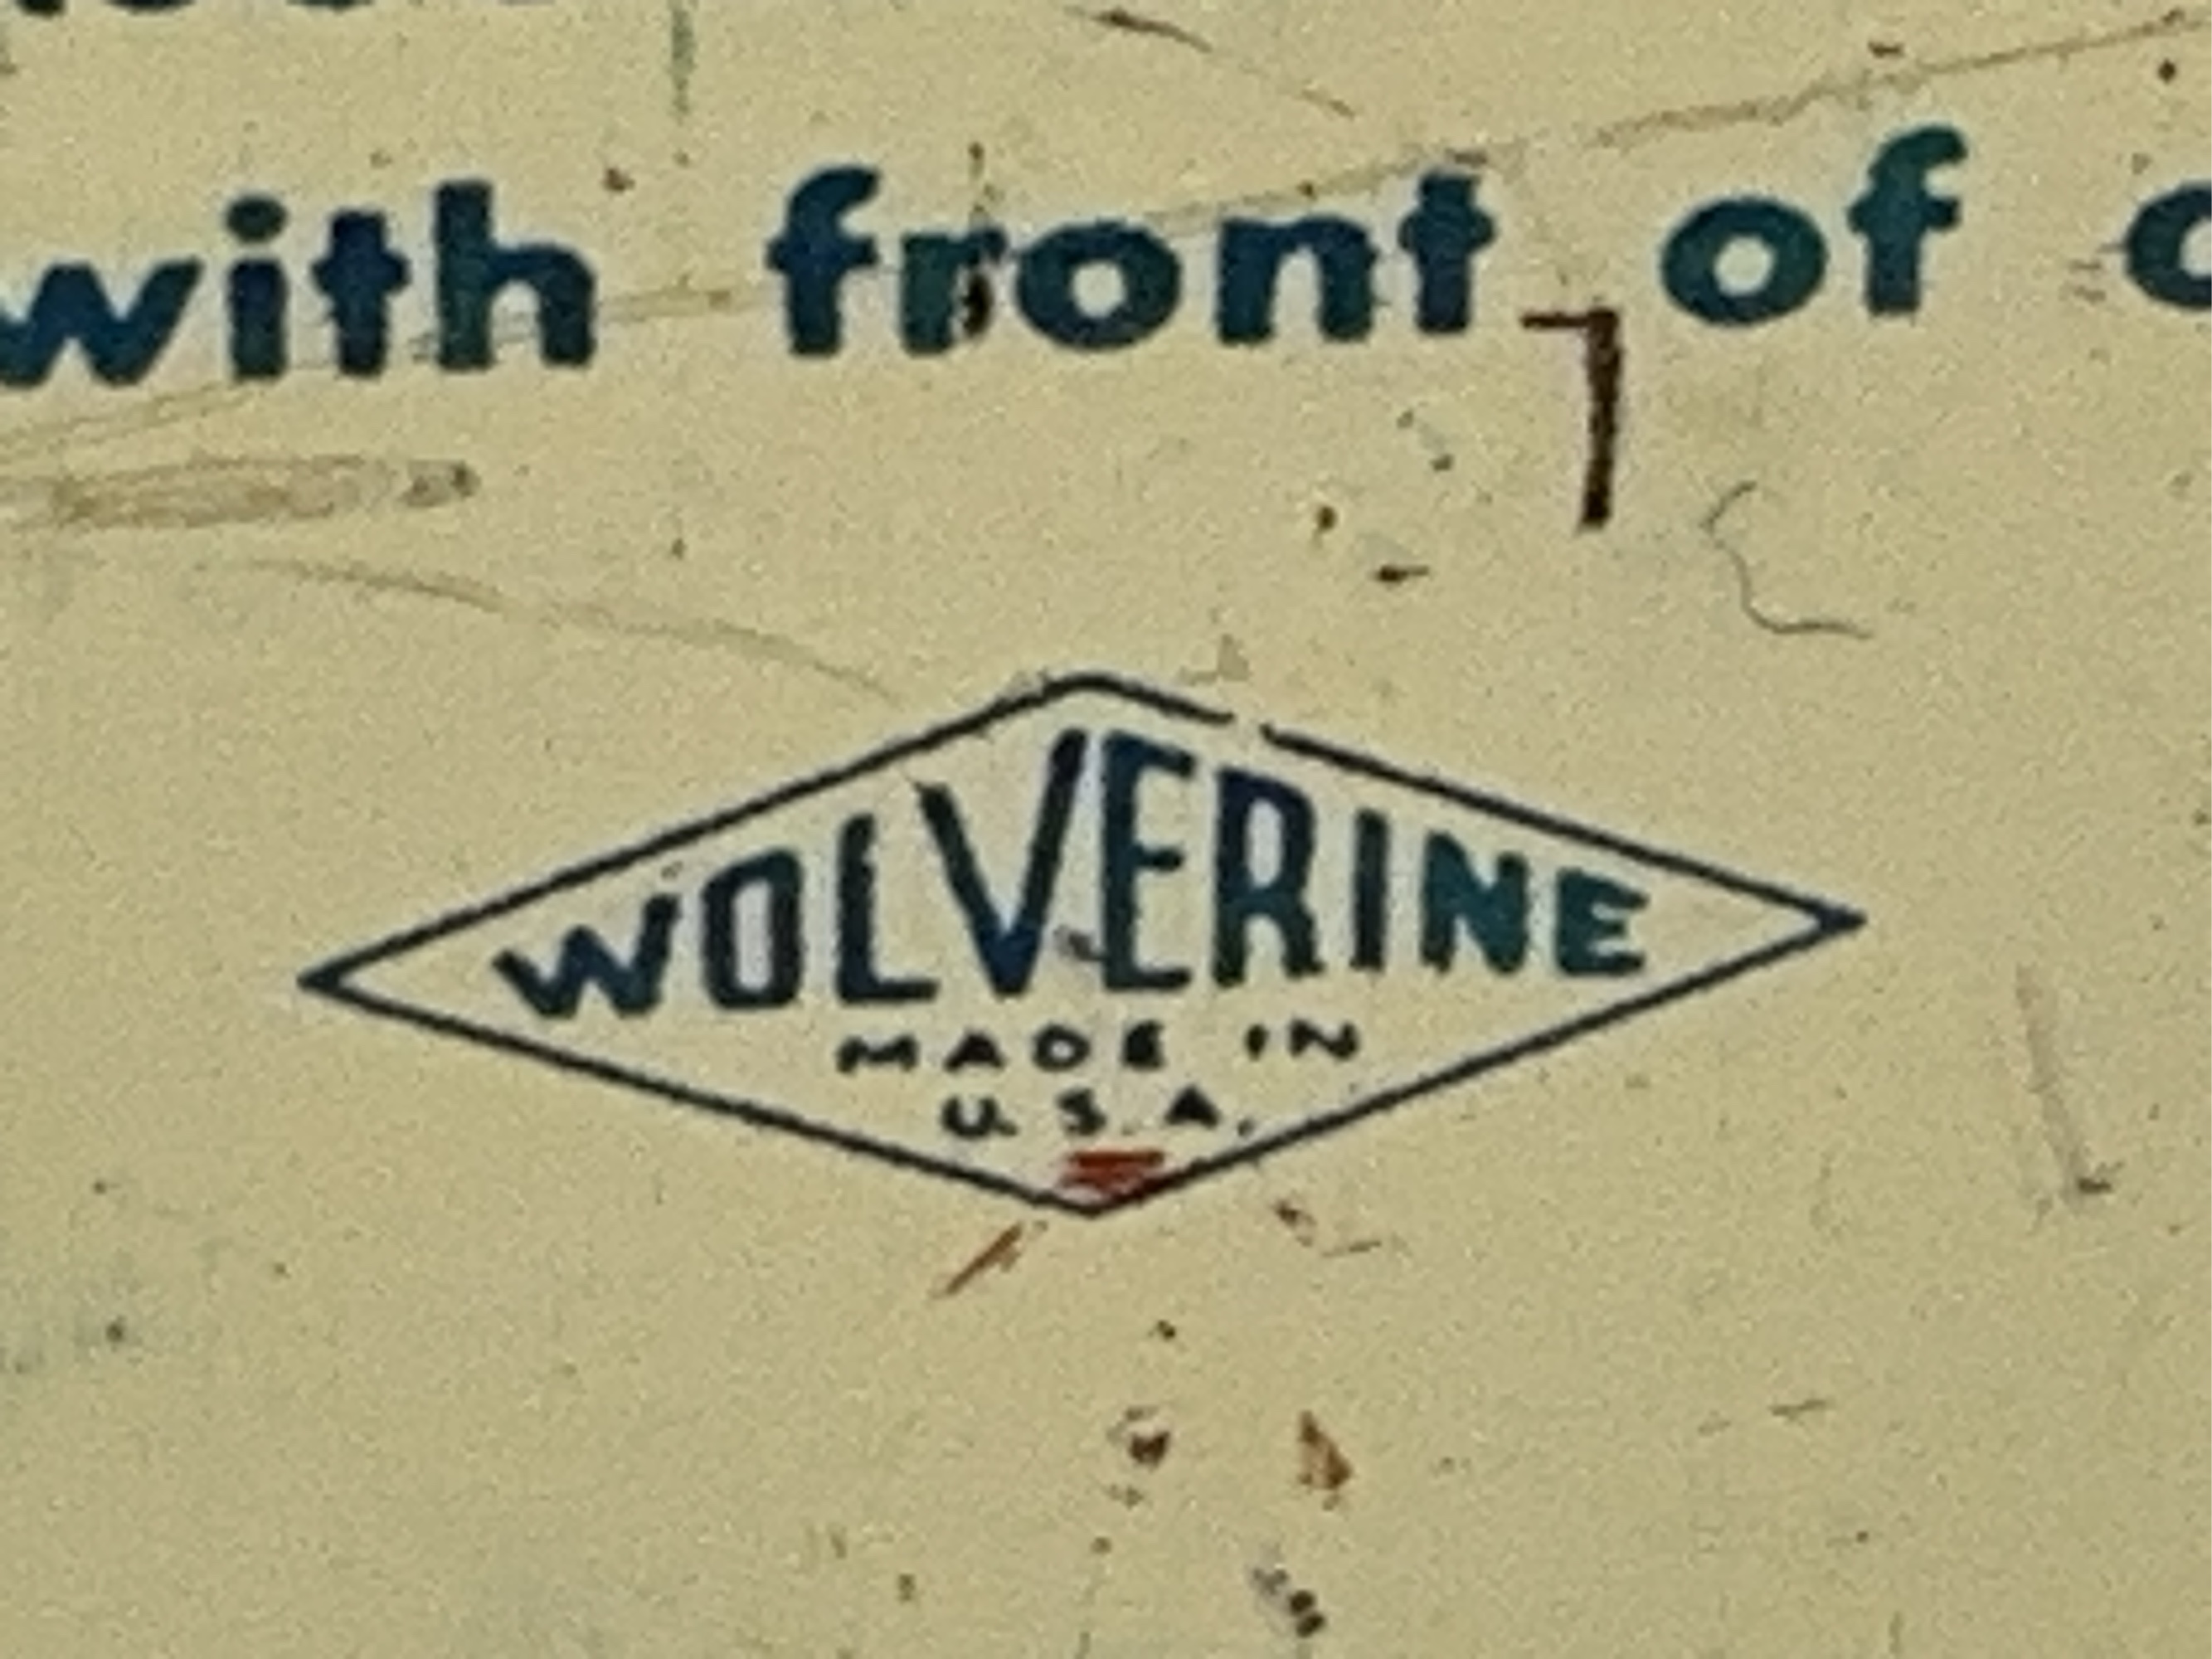 with front of
WOLVERINE
MADE IN
U.S.A.